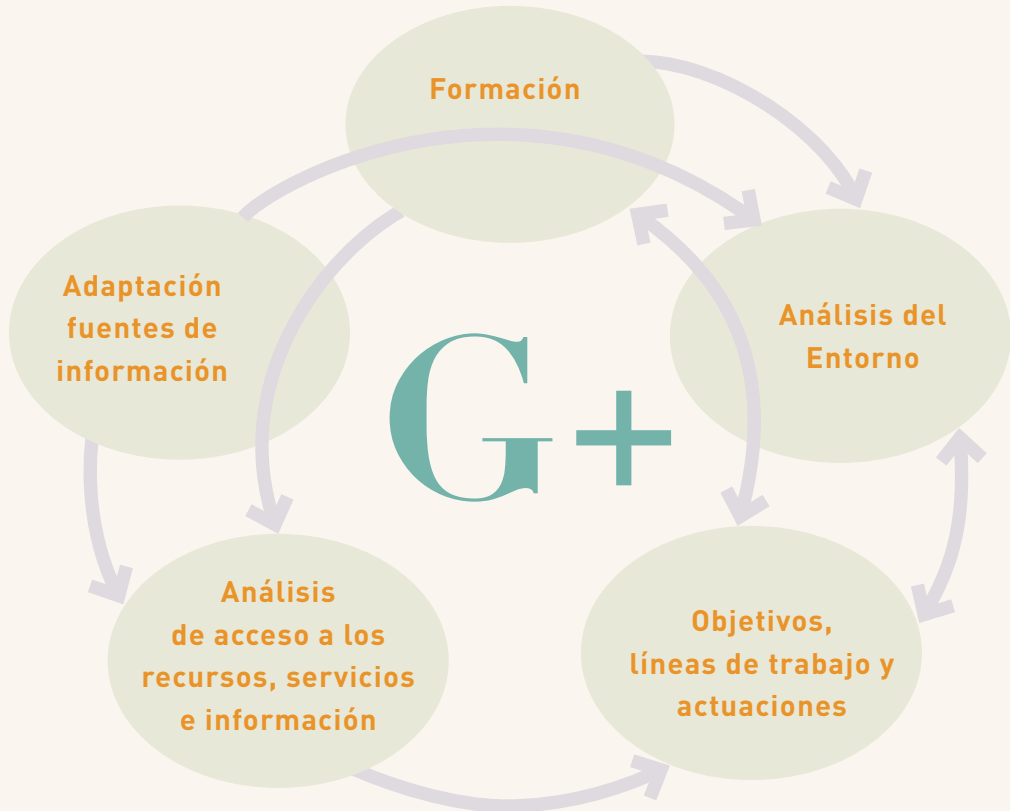 Formación
Adaptación
fuentes de
información
Análisis del
Entorno
G+
Análisis
de acceso a los
recursos, servicios
e información
Objetivos,
líneas de trabajo y
actuaciones